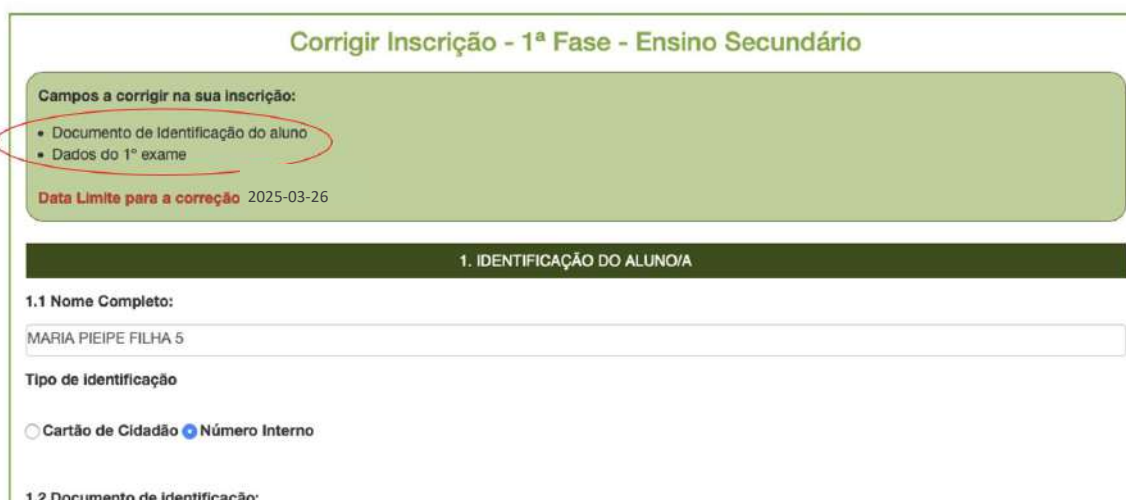 Corrigir Inscrição - 1ª Fase - Ensino Secundário
Campos a corrigir na sua inscrição:
• Documento de Identificação do aluno
• Dados do 1º exame
Data Limite para a correção 2025-03-26
1. IDENTIFICAÇÃO DO ALUNO/A
1.1 Nome Completo:
MARIA PIEIPE FILHA 5
Tipo de identificação
Cartão de Cidadão Número Interno
1.2 Documento de identificação: